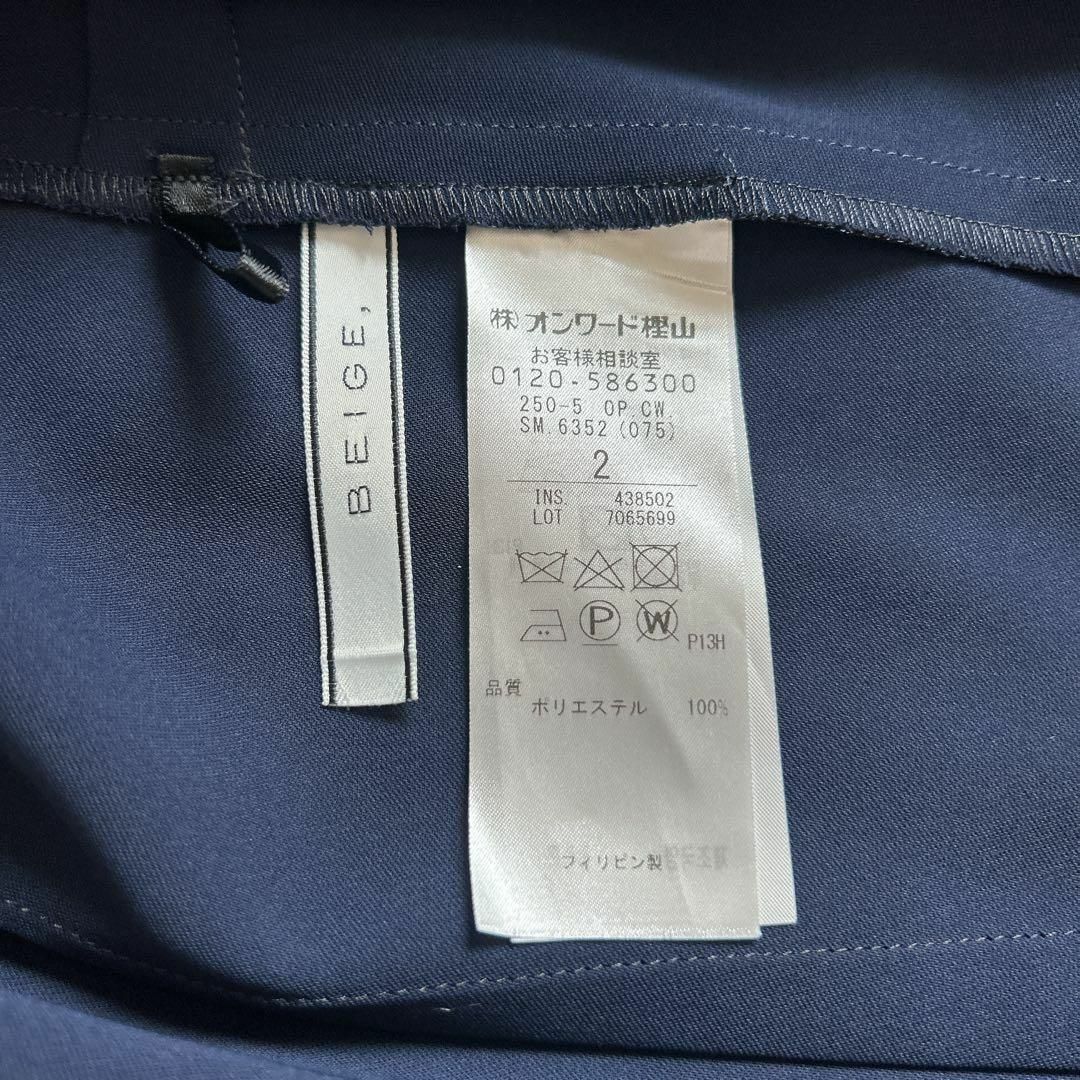 BEIGE,
(株)オンワード樫山
お客様相談室
0120-586300
250-5 OP.CW.
SM.6352 (075)
2
INS. 438502
LOT 7065699
P
W
P13H
品質
ポリエステル 100%
フィリピン製